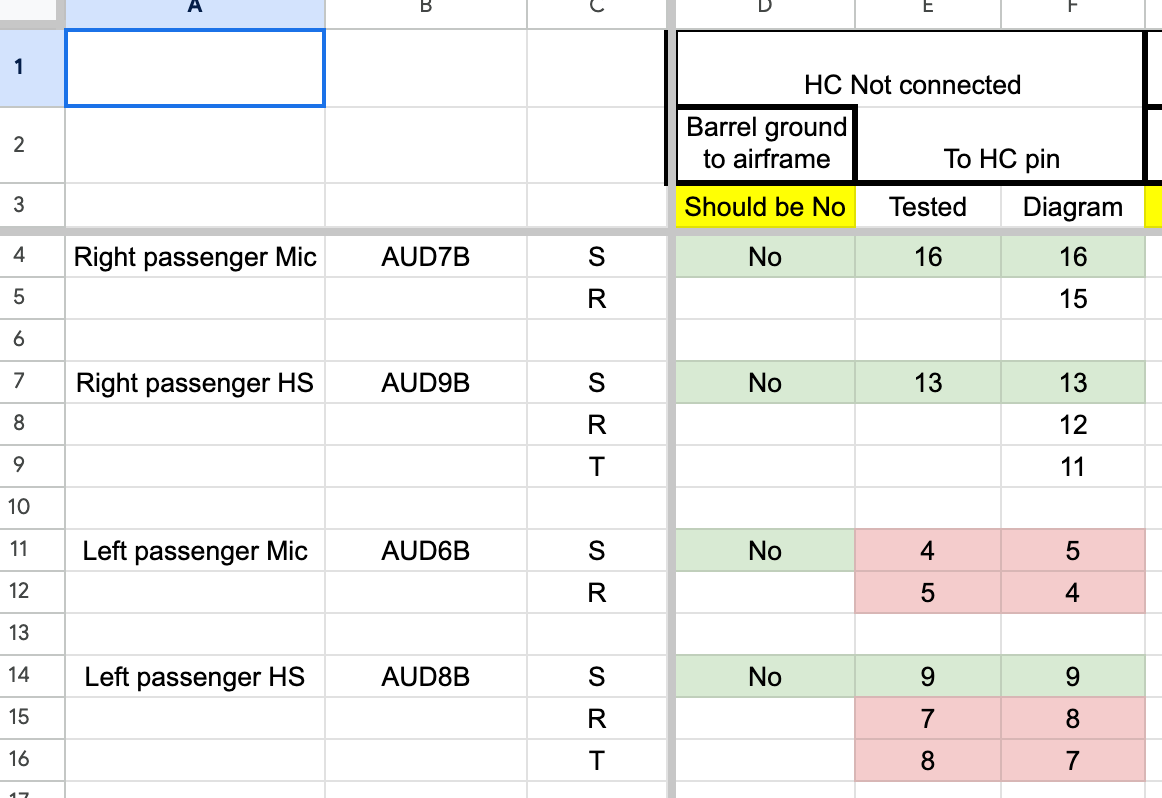 A B C D E F
1 HC Not connected
2 Barrel ground
to airframe To HC pin
3 Should be No Tested Diagram
4 Right passenger Mic AUD7B S No 16 16
5 R 15
6
7 Right passenger HS AUD9B S No 13 13
8 R 12
9 T 11
10
11 Left passenger Mic AUD6B S No 4 5
12 R 5 4
13
14 Left passenger HS AUD8B S No 9 9
15 R 7 8
16 T 8 7
17